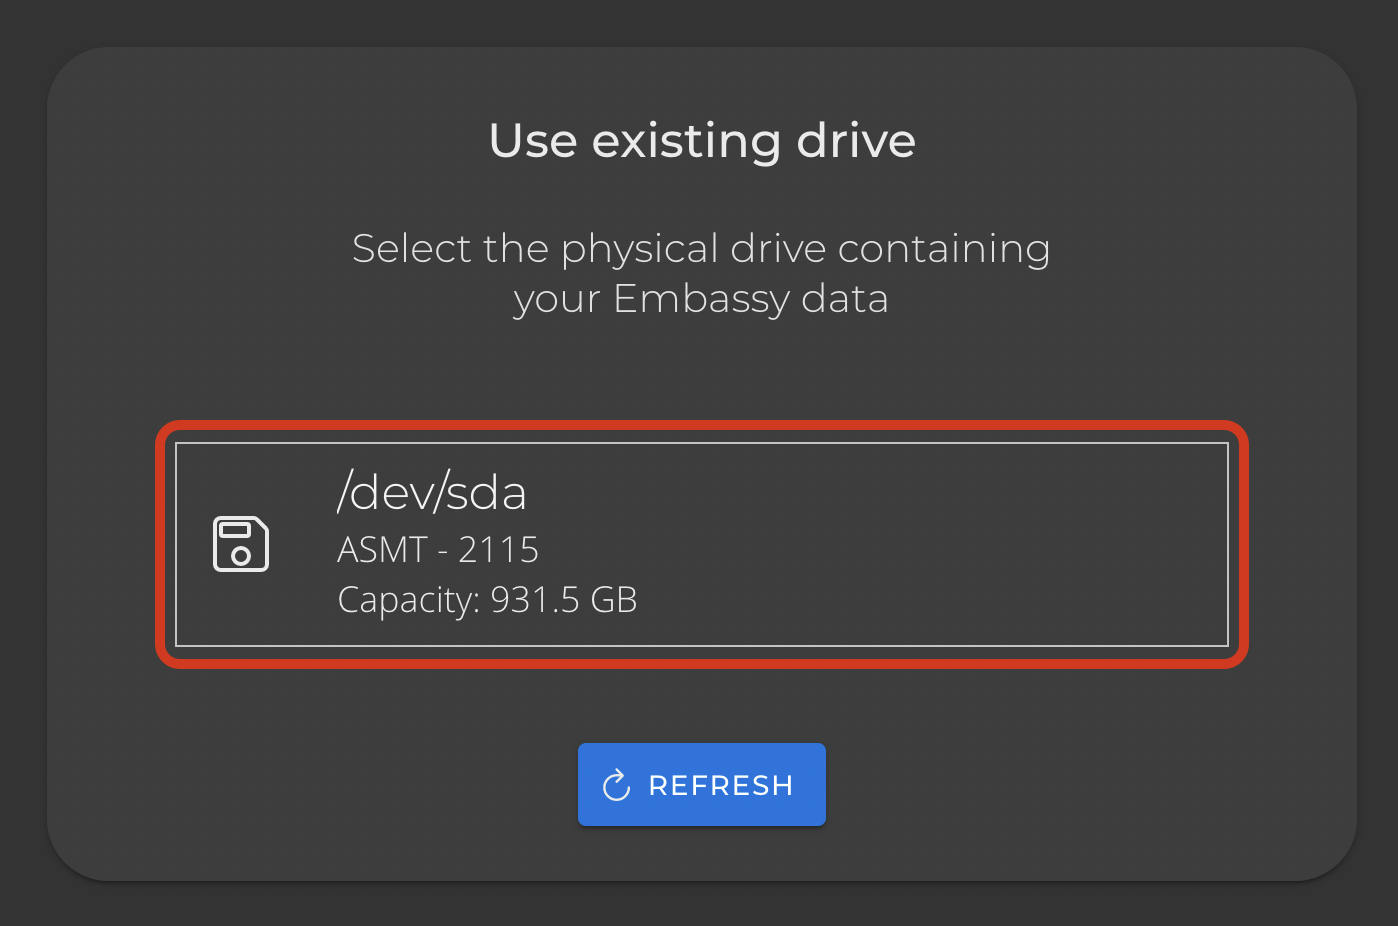 Use existing drive
Select the physical drive containing
your Embassy data
/dev/sda
ASMT - 2115
Capacity: 931.5 GB
REFRESH